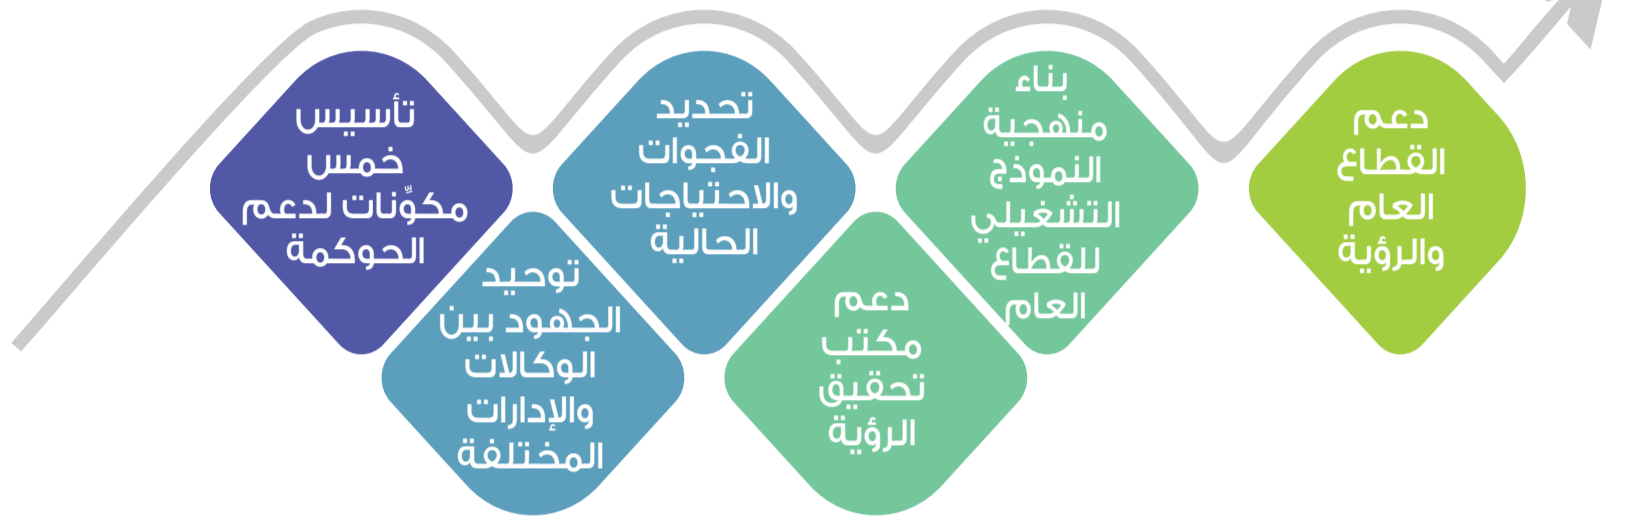 تأسيس
خمس
مكوِّنات لدعم
الحوكمة
توحيد
الجهود بين
الوكالات
والإدارات
المختلفة
تحديد
الفجوات
والاحتياجات
الحالية
دعم
مكتب
تحقيق
الرؤية
بناء
منهجية
النموذج
التشغيلي
للقطاع
العام
دعم
القطاع
العام
والرؤية